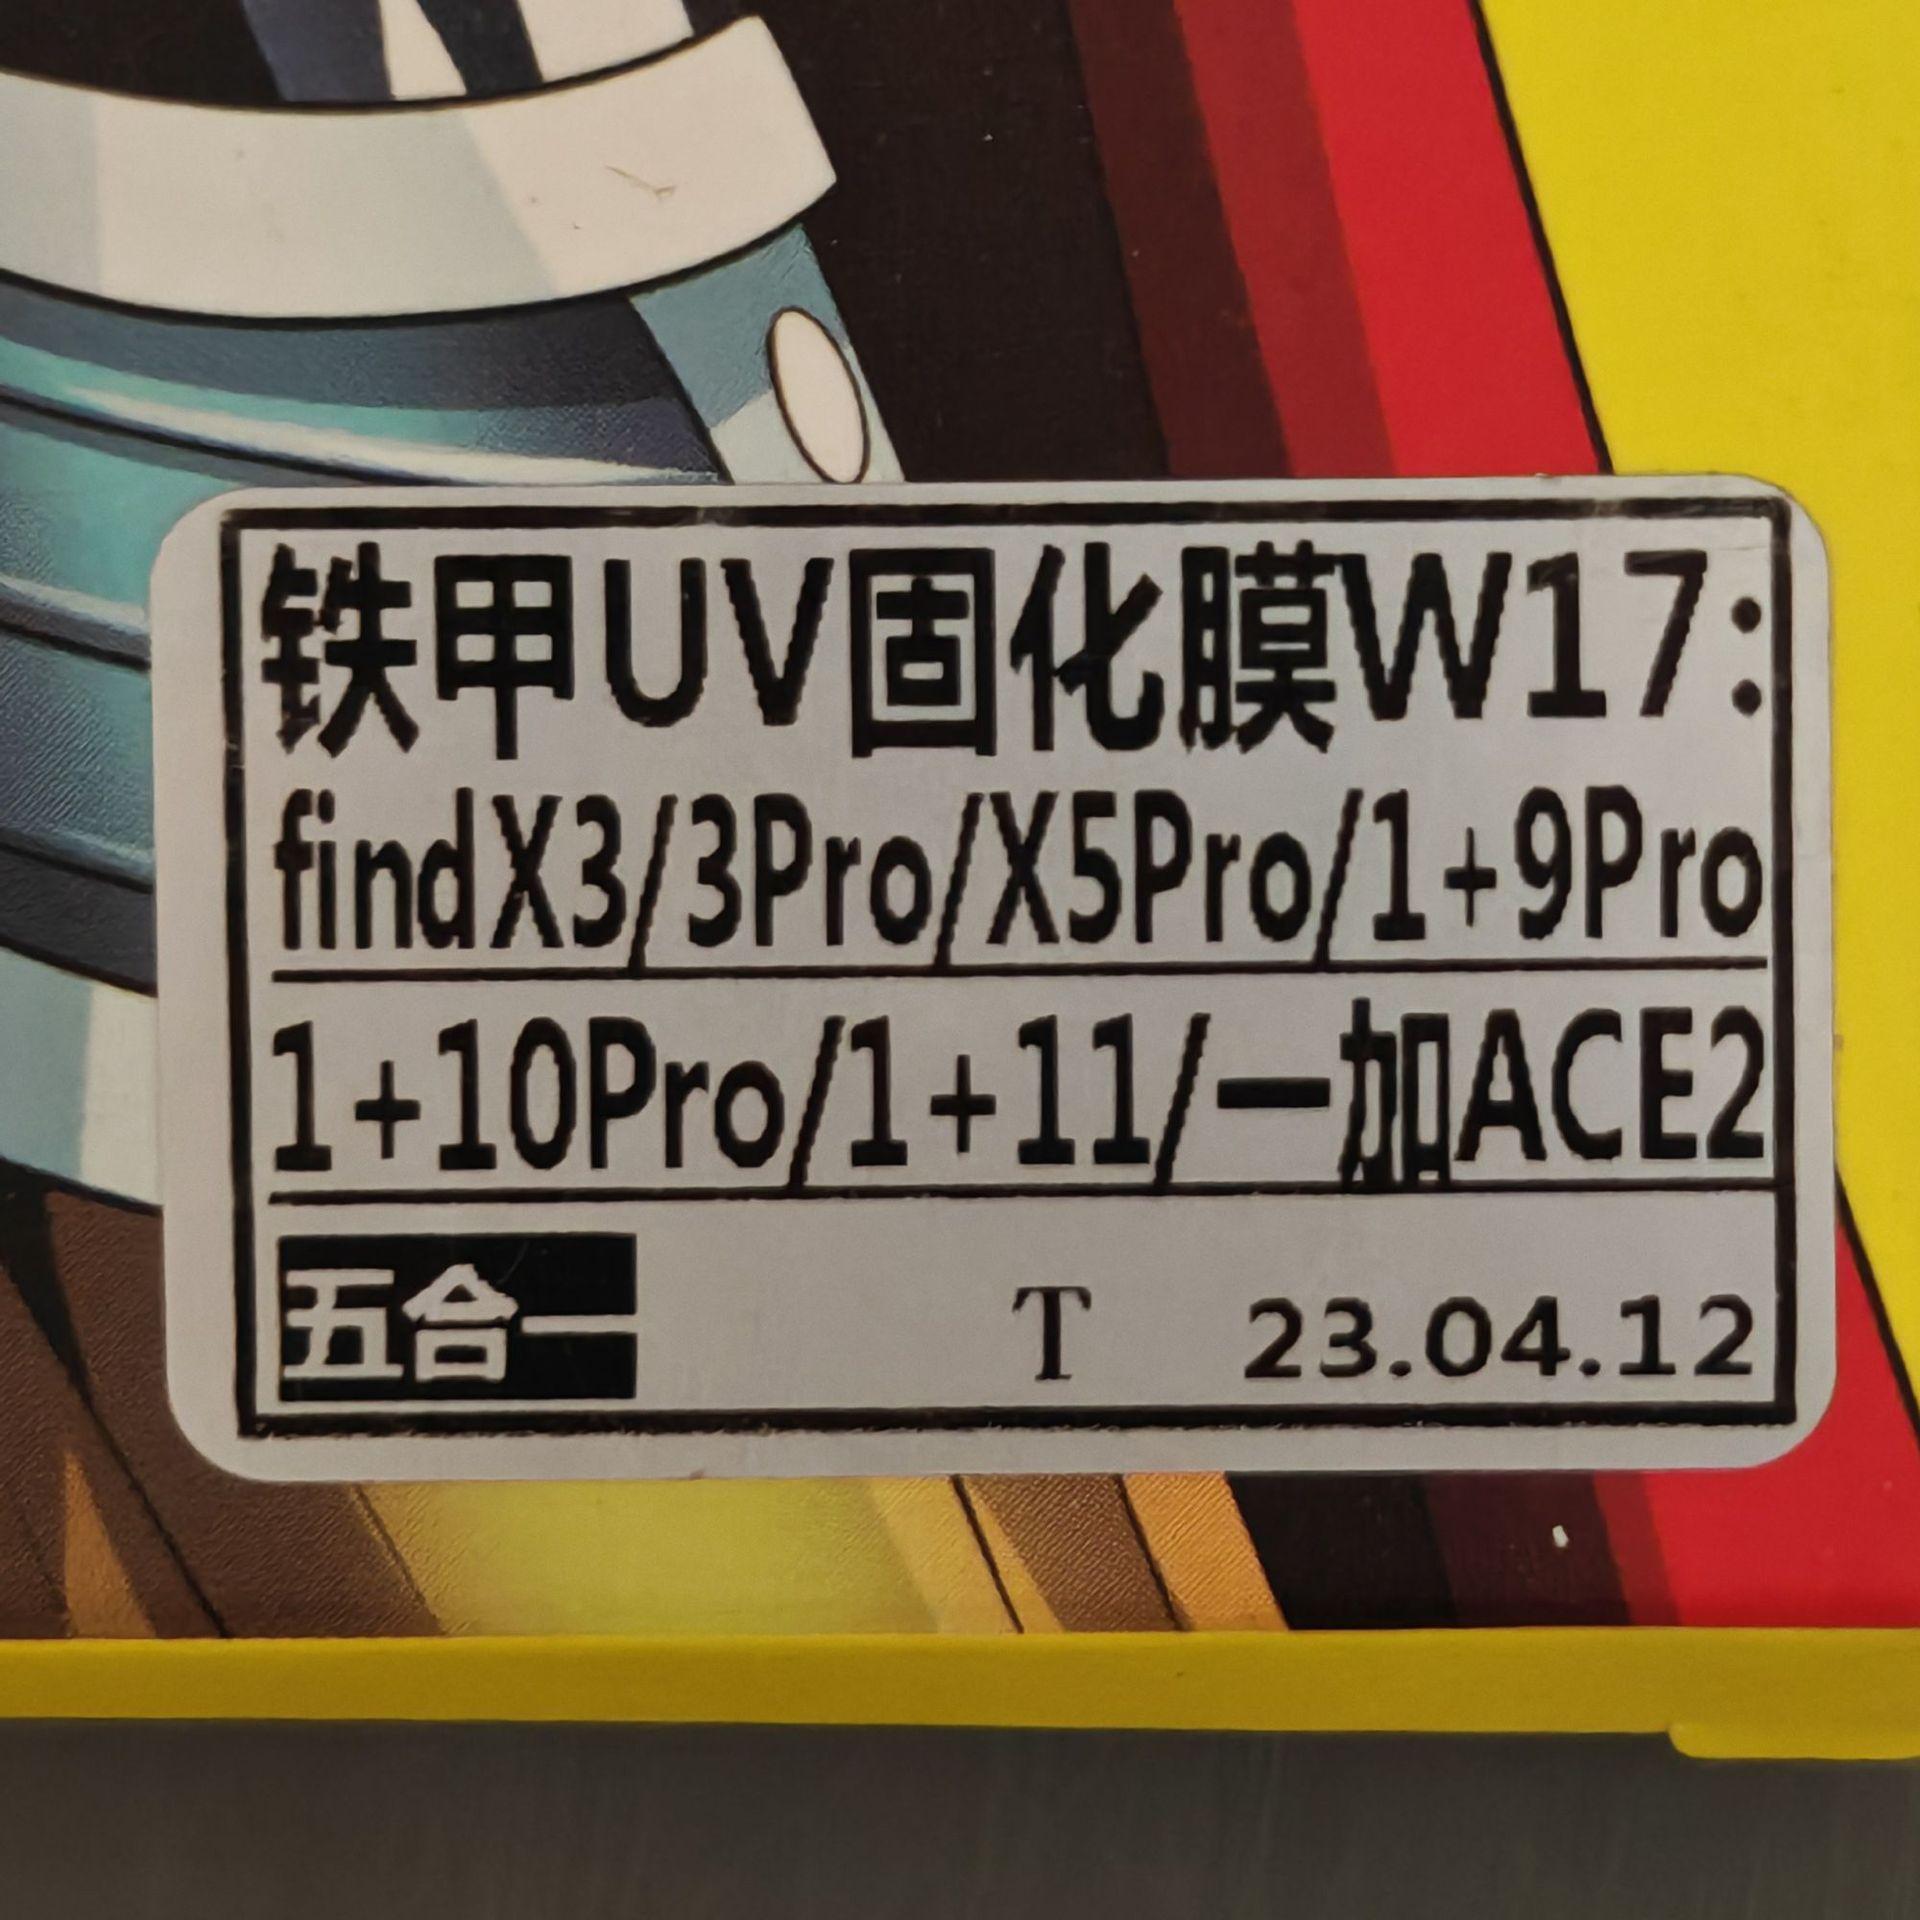 铁甲UV固化膜W17:
findX3/3Pro/X5Pro/1+9Pro
1+10Pro/1+11/一加ACE2
五合一 T 23.04.12